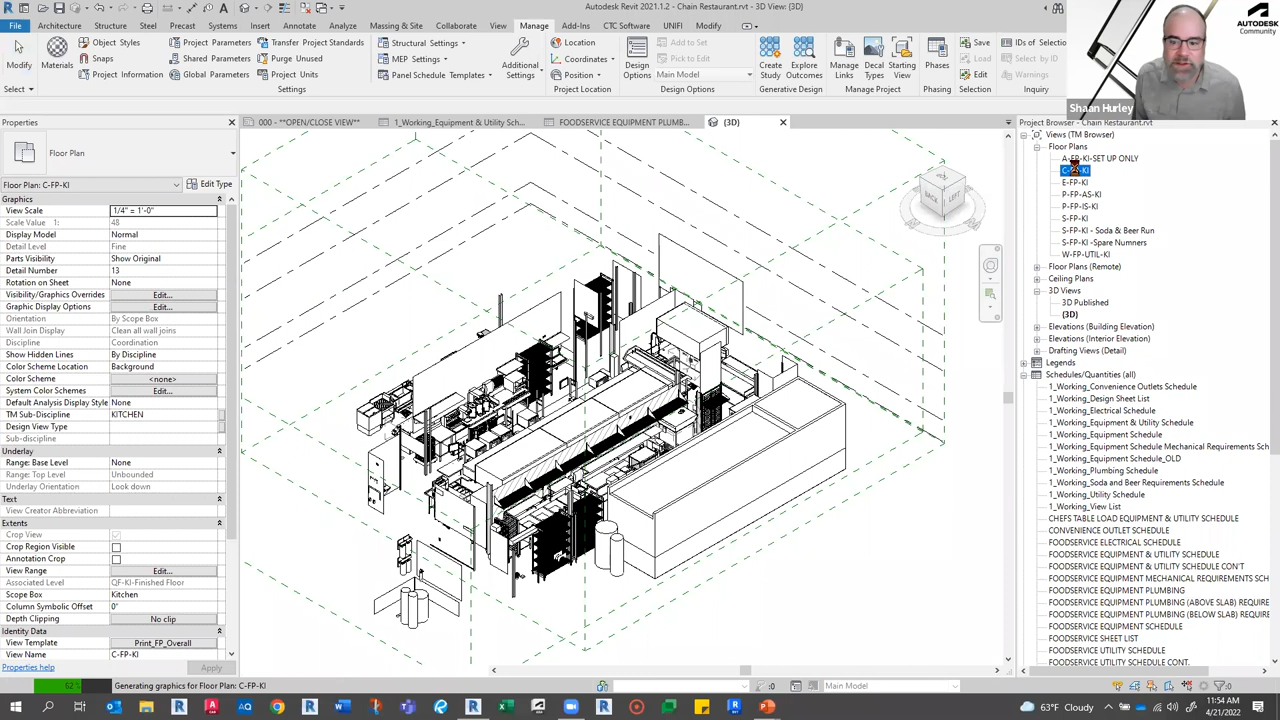 Autodesk Revit 2021.1.2 - Chain Restaurant.rvt - 3D View: {3D}
File Architecture Structure Steel Precast Systems Insert Annotate Analyze Massing & Site Collaborate View Manage Add-Ins CTC Software UNIFI Modify
Modify
Select
Materials
Object Styles
Snaps
Project Information
Project Parameters
Shared Parameters
Global Parameters
Transfer Project Standards
Purge Unused
Project Units
Settings
Structural Settings
MEP Settings
Panel Schedule Templates
Additional
Settings
Location
Coordinates
Position
Project Location
Design
Options
Add to Set
Pick to Edit
Main Model
Design Options
Create
Study
Explore
Outcomes
Generative Design
Manage
Links
Decal
Types
Starting
View
Manage Project
Phases
Phasing
Save
Load
Edit
Selection
IDs of Selectio
Select by ID
Warnings
Inquiry
AUTODESK
Community
Shaan Hurley
Properties
000 - **OPEN/CLOSE VIEW**
1_Working_Equipment & Utility Sch...
FOODSERVICE EQUIPMENT PLUMB...
{3D}
Project Browser - Chain Restaurant.rvt
Floor Plan
Floor Plan: C-FP-KI
Edit Type
Graphics
View Scale 1/4" = 1'-0"
Scale Value 1: 48
Display Model Normal
Detail Level Fine
Parts Visibility Show Original
Detail Number 13
Rotation on Sheet None
Visibility/Graphics Overrides Edit...
Graphic Display Options Edit...
Orientation By Scope Box
Wall Join Display Clean all wall joins
Discipline Coordination
Show Hidden Lines By Discipline
Color Scheme Location Background
Color Scheme <none>
System Color Schemes Edit...
Default Analysis Display Style None
TM Sub-Discipline KITCHEN
Design View Type
Sub-discipline
Underlay
Range: Base Level None
Range: Top Level Unbounded
Underlay Orientation Look down
Text
View Creator Abbreviation
Extents
Crop View
Crop Region Visible
Annotation Crop
View Range Edit...
Associated Level QF-KI-Finished Floor
Scope Box Kitchen
Column Symbolic Offset 0"
Depth Clipping No clip
Identity Data
View Template Print_FP_Overall
View Name C-FP-KI
Properties help
Apply
BACK
LEFT
Views (TM Browser)
Floor Plans
A-FP-KI-SET UP ONLY
E-FP-KI
P-FP-AS-KI
P-FP-IS-KI
S-FP-KI
S-FP-KI - Soda & Beer Run
S-FP-KI -Spare Numners
W-FP-UTIL-KI
Floor Plans (Remote)
Ceiling Plans
3D Views
3D Published
{3D}
Elevations (Building Elevation)
Elevations (Interior Elevation)
Drafting Views (Detail)
Legends
Schedules/Quantities (all)
1_Working_Convenience Outlets Schedule
1_Working_Design Sheet List
1_Working_Electrical Schedule
1_Working_Equipment & Utility Schedule
1_Working_Equipment Schedule
1_Working_Equipment Schedule Mechanical Requirements Sch
1_Working_Equipment Schedule_OLD
1_Working_Plumbing Schedule
1_Working_Soda and Beer Requirements Schedule
1_Working_Utility Schedule
1_Working_View List
CHEFS TABLE LOAD EQUIPMENT & UTILITY SCHEDULE
CONVENIENCE OUTLET SCHEDULE
FOODSERVICE ELECTRICAL SCHEDULE
FOODSERVICE EQUIPMENT & UTILITY SCHEDULE
FOODSERVICE EQUIPMENT & UTILITY SCHEDULE CON'T
FOODSERVICE EQUIPMENT MECHANICAL REQUIREMENTS SCH
FOODSERVICE EQUIPMENT PLUMBING
FOODSERVICE EQUIPMENT PLUMBING (ABOVE SLAB) REQUIRE
FOODSERVICE EQUIPMENT PLUMBING (BELOW SLAB) REQUIRE
FOODSERVICE EQUIPMENT SCHEDULE
FOODSERVICE SHEET LIST
FOODSERVICE UTILITY SCHEDULE
FOODSERVICE UTILITY SCHEDULE CONT.
62 %
Generating graphics for Floor Plan: C-FP-KI
:0
Main Model
:0
63°F Cloudy
11:54 AM
4/21/2022